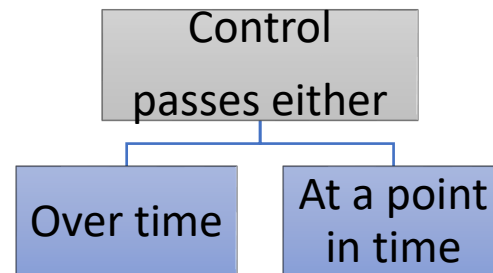 Control
passes either
Over time
At a point
in time